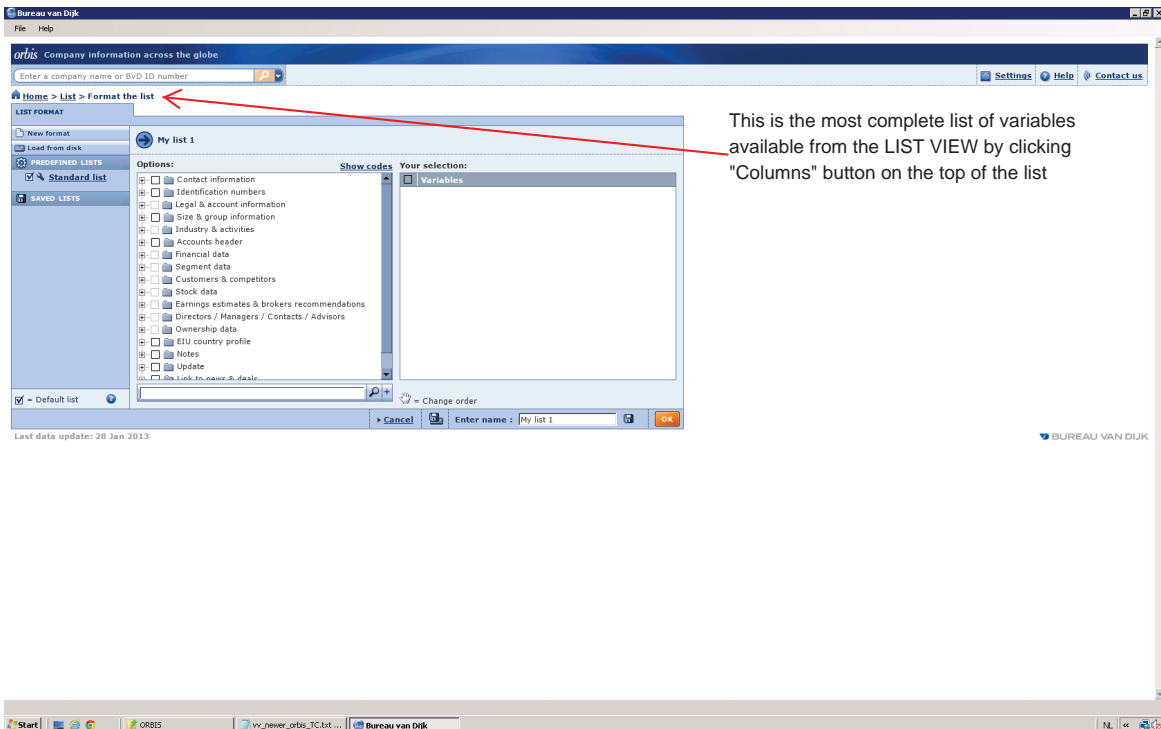 Bureau van Dijk
File Help
orbis Company information across the globe
Enter a company name or BvD ID number
Settings Help Contact us
Home > List > Format the list
LIST FORMAT
New format
Load from disk
PREDEFINED LISTS
Standard list
SAVED LISTS
My list 1
Options: Show codes Your selection:
Variables
Contact information
Identification numbers
Legal & account information
Size & group information
Industry & activities
Accounts header
Financial data
Segment data
Customers & competitors
Stock data
Earnings estimates & brokers recommendations
Directors / Managers / Contacts / Advisors
Ownership data
EIU country profile
Notes
Update
Link to news & deals
= Default list
= Change order
Cancel Enter name : My list 1 OK
This is the most complete list of variables
available from the LIST VIEW by clicking
"Columns" button on the top of the list
Last data update: 28 Jan 2013
BUREAU VAN DIJK
Start ORBIS vv_newer_orbis_TC.txt ... Bureau van Dijk NL «